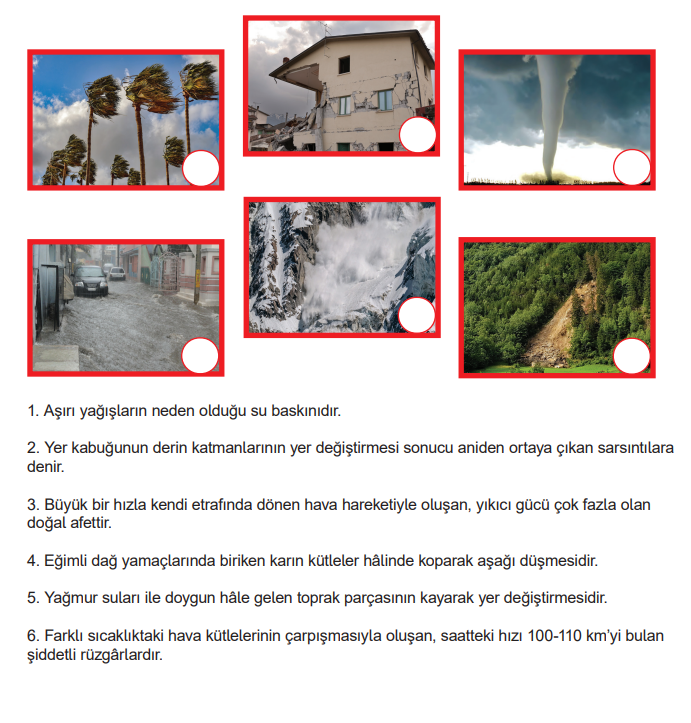 1. Aşırı yağışların neden olduğu su baskınıdır.
2. Yer kabuğunun derin katmanlarının yer değiştirmesi sonucu aniden ortaya çıkan sarsıntılara
denir.
3. Büyük bir hızla kendi etrafında dönen hava hareketiyle oluşan, yıkıcı gücü çok fazla olan
doğal afettir.
4. Eğimli dağ yamaçlarında biriken karın kütleler hâlinde koparak aşağı düşmesidir.
5. Yağmur suları ile doygun hâle gelen toprak parçasının kayarak yer değiştirmesidir.
6. Farklı sıcaklıktaki hava kütlelerinin çarpışmasıyla oluşan, saatteki hızı 100-110 km’yi bulan
şiddetli rüzgârlardır.